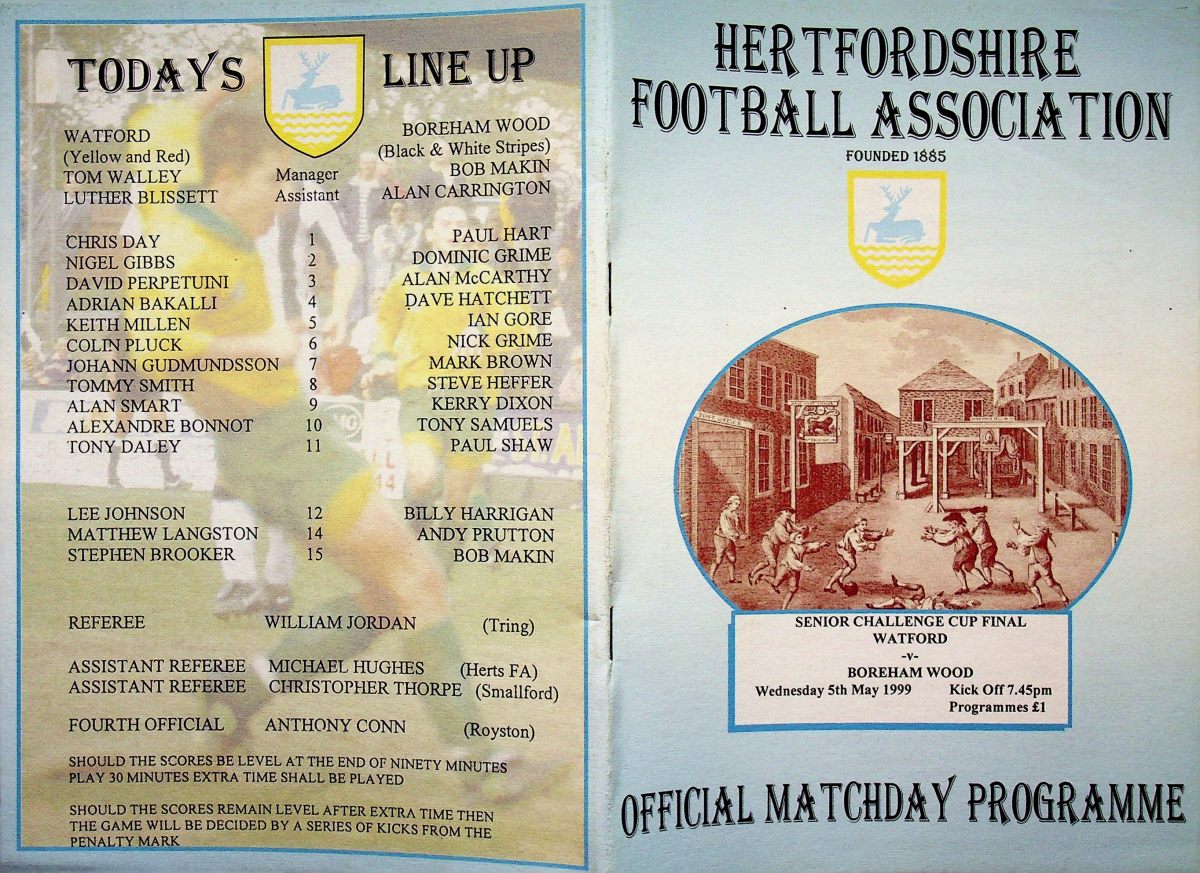 TODAYS LINE UP
WATFORD BOREHAM WOOD
(Yellow and Red) (Black & White Stripes)
TOM WALLEY Manager BOB MAKIN
LUTHER BLISSETT Assistant ALAN CARRINGTON
CHRIS DAY 1 PAUL HART
NIGEL GIBBS 2 DOMINIC GRIME
DAVID PERPETUINI 3 ALAN McCARTHY
ADRIAN BAKALLI 4 DAVE HATCHETT
KEITH MILLEN 5 IAN GORE
COLIN PLUCK 6 NICK GRIME
JOHANN GUDMUNDSSON 7 MARK BROWN
TOMMY SMITH 8 STEVE HEFFER
ALAN SMART 9 KERRY DIXON
ALEXANDRE BONNOT 10 TONY SAMUELS
TONY DALEY 11 PAUL SHAW
LEE JOHNSON 12 BILLY HARRIGAN
MATTHEW LANGSTON 14 ANDY PRUTTON
STEPHEN BROOKER 15 BOB MAKIN
REFEREE WILLIAM JORDAN (Tring)
ASSISTANT REFEREE MICHAEL HUGHES (Herts FA)
ASSISTANT REFEREE CHRISTOPHER THORPE (Smallford)
FOURTH OFFICIAL ANTHONY CONN (Royston)
SHOULD THE SCORES BE LEVEL AT THE END OF NINETY MINUTES
PLAY 30 MINUTES EXTRA TIME SHALL BE PLAYED
SHOULD THE SCORES REMAIN LEVEL AFTER EXTRA TIME THEN
THE GAME WILL BE DECIDED BY A SERIES OF KICKS FROM THE
PENALTY MARK
HERTFORDSHIRE
FOOTBALL ASSOCIATION
FOUNDED 1885
POST OFFICE
SENIOR CHALLENGE CUP FINAL
WATFORD
-v-
BOREHAM WOOD
Wednesday 5th May 1999 Kick Off 7.45pm
Programmes £1
OFFICIAL MATCHDAY PROGRAMME